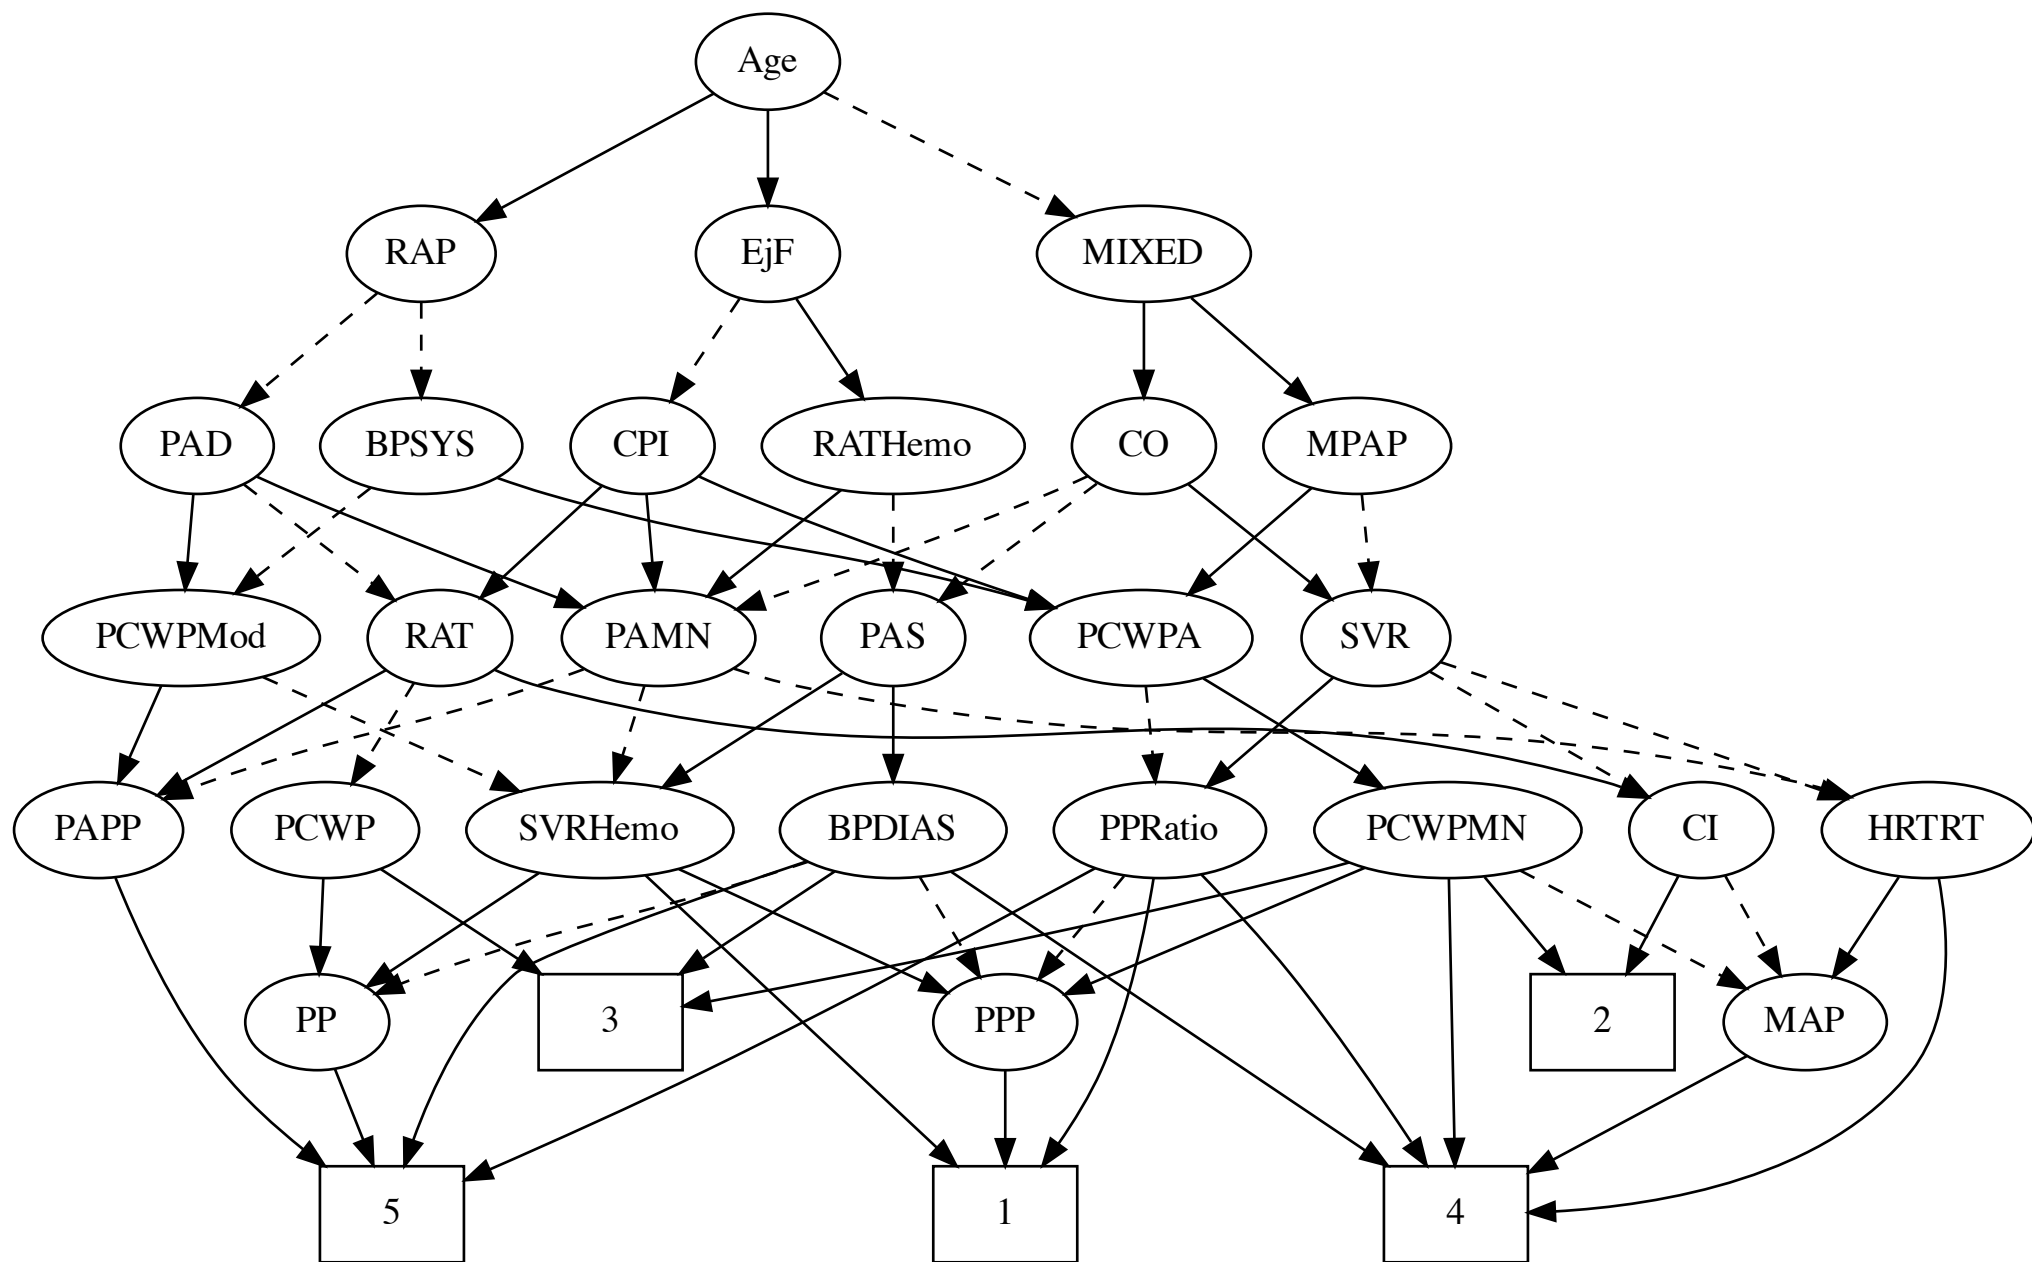 Age
RAP
EjF
MIXED
PAD
BPSYS
CPI
RATHemo
CO
MPAP
PCWPMod
RAT
PAMN
PAS
PCWPA
SVR
PAPP
PCWP
SVRHemo
BPDIAS
PPRatio
PCWPMN
CI
HRTRT
PP
3
PPP
2
MAP
5
1
4